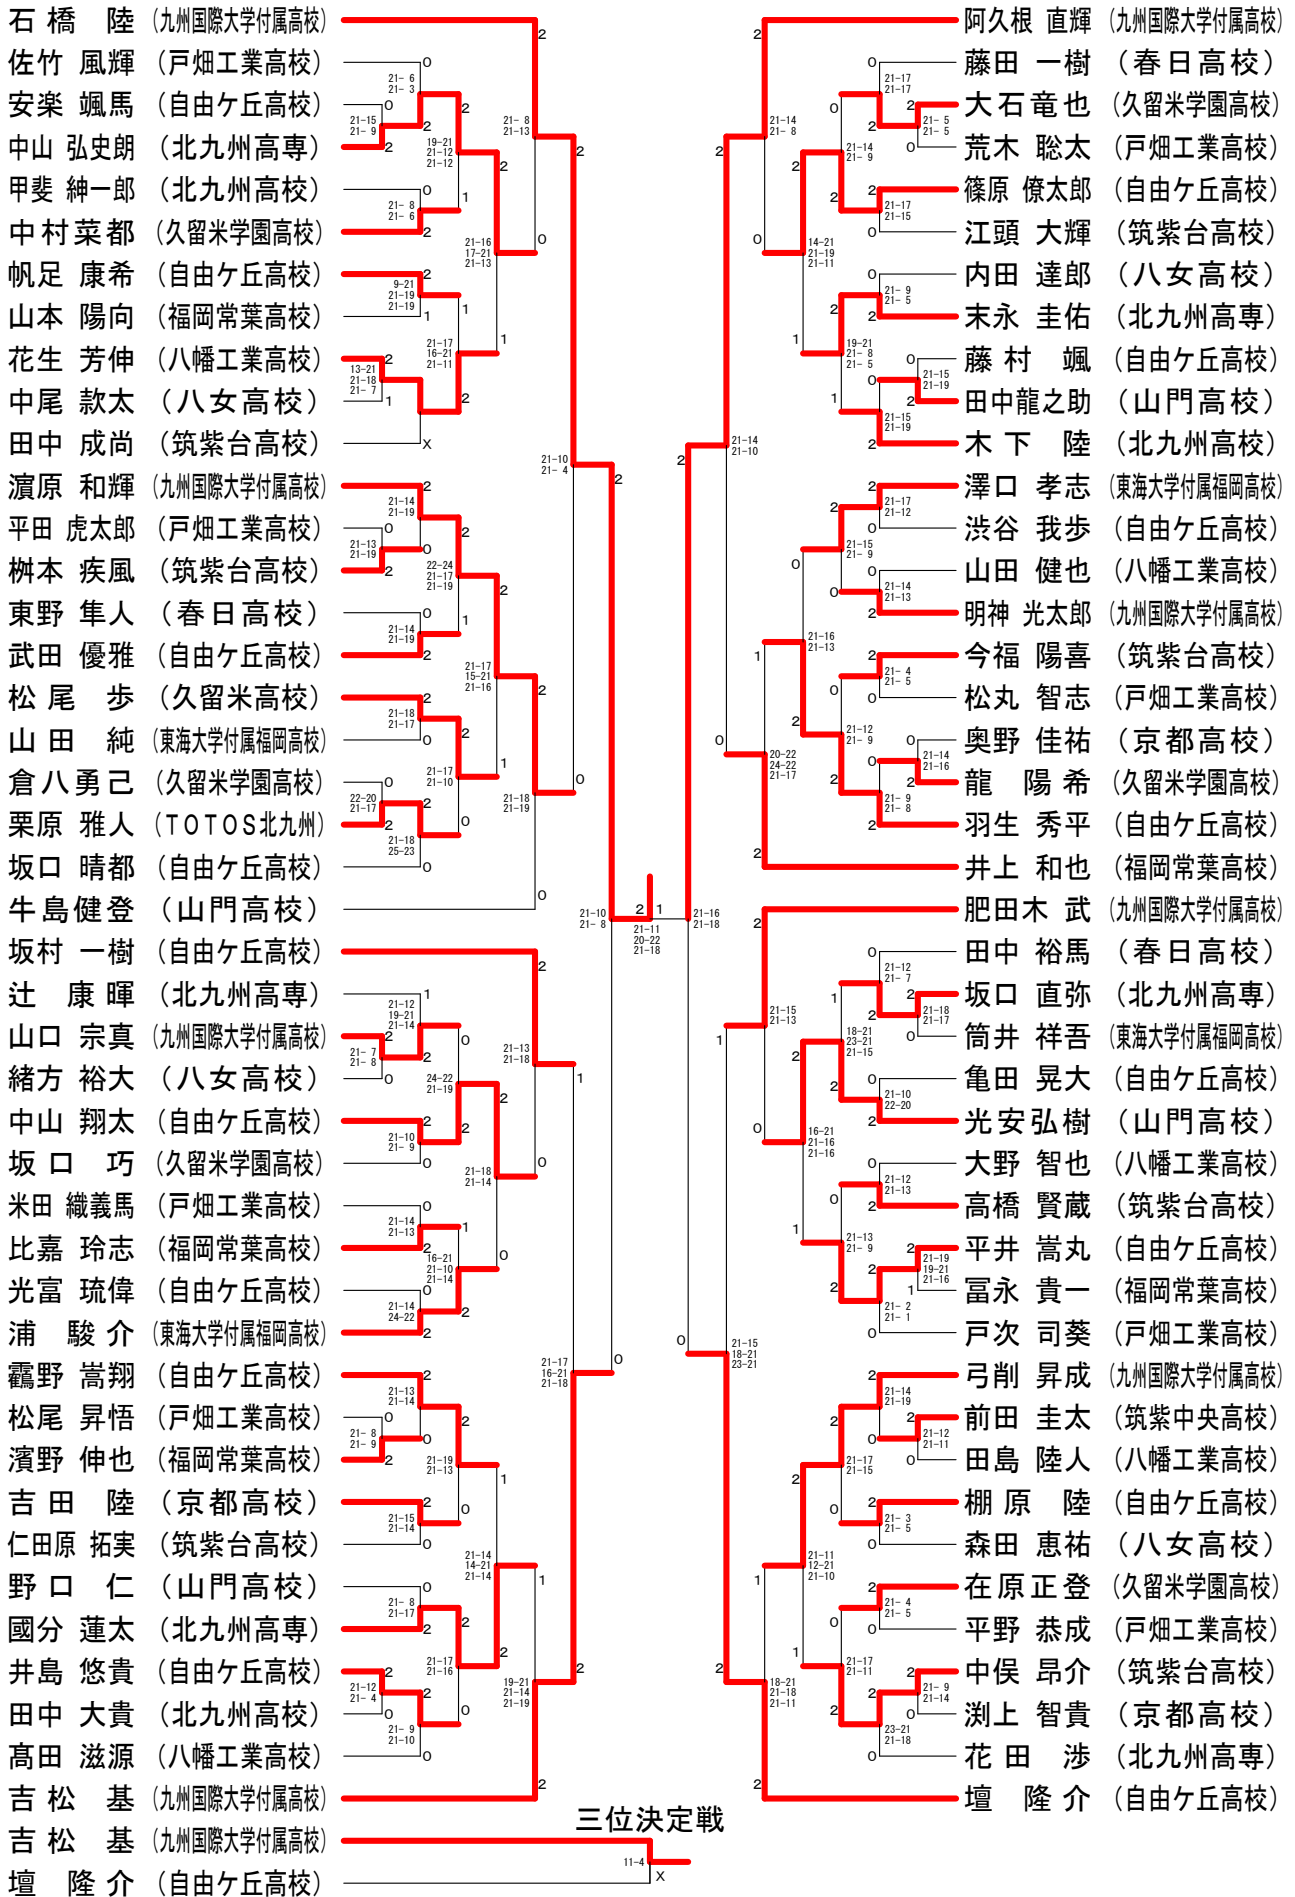 石橋 陸 (九州国際大学付属高校)
佐竹 風輝 (戸畑工業高校)
安楽 颯馬 (自由ケ丘高校)
中山 弘史朗 (北九州高専)
甲斐 紳一郎 (北九州高専)
中村菜都 (久留米学園高校)
帆足 康希 (自由ケ丘高校)
山本 陽向 (福岡常葉高校)
花生 芳伸 (八幡工業高校)
中尾 款太 (八女高校)
田中 成尚 (筑紫台高校)
濵原 和輝 (九州国際大学付属高校)
平田 虎太郎 (戸畑工業高校)
桝本 疾風 (筑紫台高校)
東野 隼人 (春日高校)
武田 優雅 (自由ケ丘高校)
松尾 歩 (久留米高校)
山田 純 (東海大学付属福岡高校)
倉八勇己 (久留米学園高校)
栗原 雅人 (TOTOS北九州)
坂口 晴都 (自由ケ丘高校)
牛島健登 (山門高校)
坂村 一樹 (自由ケ丘高校)
辻 康暉 (北九州高専)
山口 宗真 (九州国際大学付属高校)
緒方 裕大 (八女高校)
中山 翔太 (自由ケ丘高校)
坂口 巧 (久留米学園高校)
米田 織義馬 (戸畑工業高校)
比嘉 玲志 (福岡常葉高校)
光富 琉偉 (自由ケ丘高校)
浦 駿介 (東海大学付属福岡高校)
靏野 嵩翔 (自由ケ丘高校)
松尾 昇悟 (戸畑工業高校)
濱野 伸也 (福岡常葉高校)
吉田 陸 (京都高校)
仁田原 拓実 (筑紫台高校)
野口 仁 (山門高校)
國分 蓮太 (北九州高専)
井島 悠貴 (自由ケ丘高校)
田中 大貴 (北九州高校)
髙田 滋源 (八幡工業高校)
吉松 基 (九州国際大学付属高校)
阿久根 直輝 (九州国際大学付属高校)
藤田 一樹 (春日高校)
大石竜也 (久留米学園高校)
荒木 聡太 (戸畑工業高校)
篠原 僚太郎 (自由ケ丘高校)
江頭 大輝 (筑紫台高校)
内田 達郎 (八女高校)
末永 圭佑 (北九州高専)
藤村 颯 (自由ケ丘高校)
田中龍之助 (山門高校)
木下 陸 (北九州高校)
澤口 孝志 (東海大学付属福岡高校)
渋谷 我歩 (自由ケ丘高校)
山田 健也 (八幡工業高校)
明神 光太郎 (九州国際大学付属高校)
今福 陽喜 (筑紫台高校)
松丸 智志 (戸畑工業高校)
奥野 佳祐 (京都高校)
龍 陽希 (久留米学園高校)
羽生 秀平 (自由ケ丘高校)
井上 和也 (福岡常葉高校)
肥田木 武 (九州国際大学付属高校)
田中 裕馬 (春日高校)
坂口 直弥 (北九州高専)
筒井 祥吾 (東海大学付属福岡高校)
亀田 晃大 (自由ケ丘高校)
光安弘樹 (山門高校)
大野 智也 (八幡工業高校)
高橋 賢蔵 (筑紫台高校)
平井 嵩丸 (自由ケ丘高校)
冨永 貴一 (福岡常葉高校)
戸次 司葵 (戸畑工業高校)
弓削 昇成 (九州国際大学付属高校)
前田 圭太 (筑紫中央高校)
田島 陸人 (八幡工業高校)
棚原 陸 (自由ケ丘高校)
森田 恵祐 (八女高校)
在原正登 (久留米学園高校)
平野 恭成 (戸畑工業高校)
中俣 昂介 (筑紫台高校)
渕上 智貴 (京都高校)
花田 渉 (北九州高専)
壇 隆介 (自由ケ丘高校)
21-11
20-22
21-18
三位決定戦
吉松 基 (九州国際大学付属高校)
壇 隆介 (自由ケ丘高校)
11-4
X